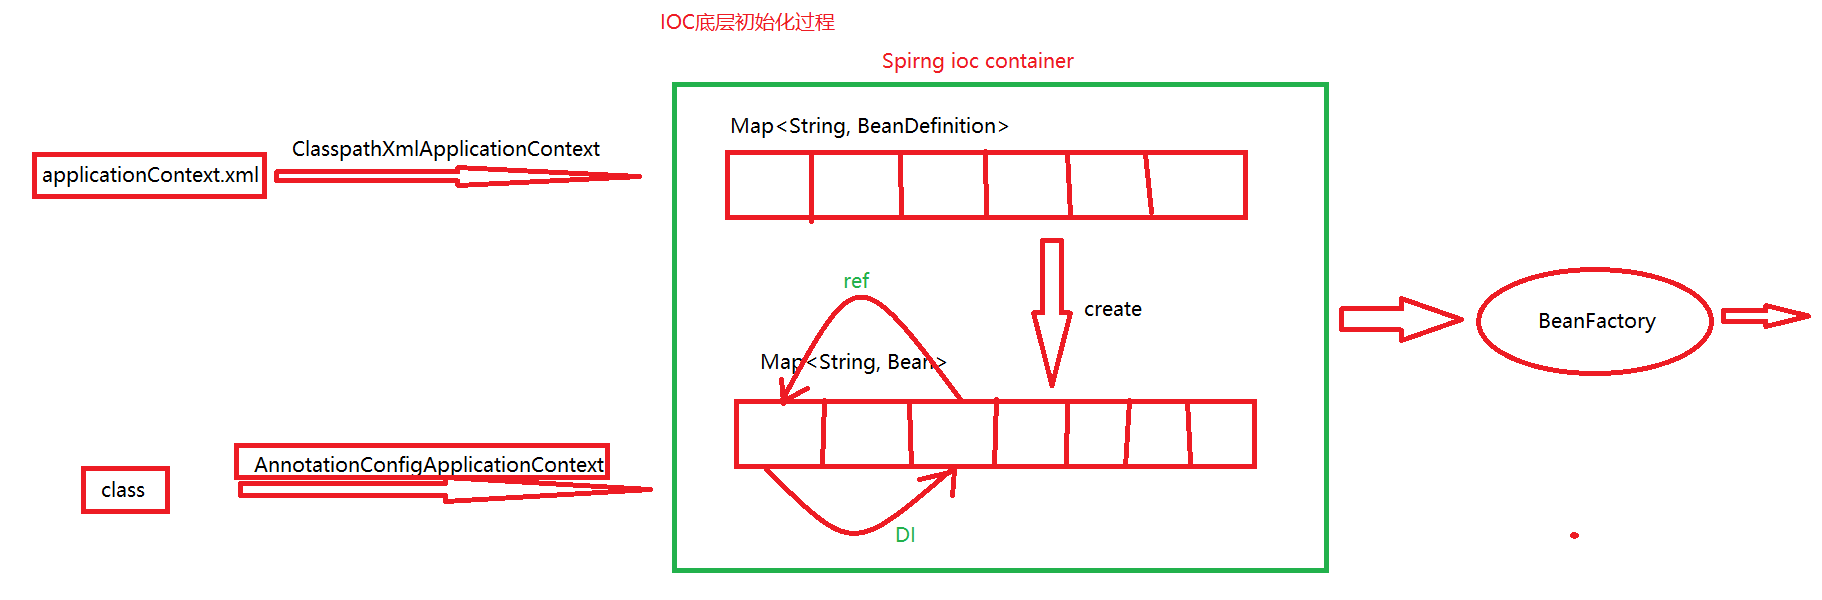 IOC底层初始化过程
Spirng ioc container
Map<String, BeanDefinition>
ClasspathXmlApplicationContext
applicationContext.xml
ref
create
BeanFactory
Map<String, Bean>
AnnotationConfigApplicationContext
class
DI